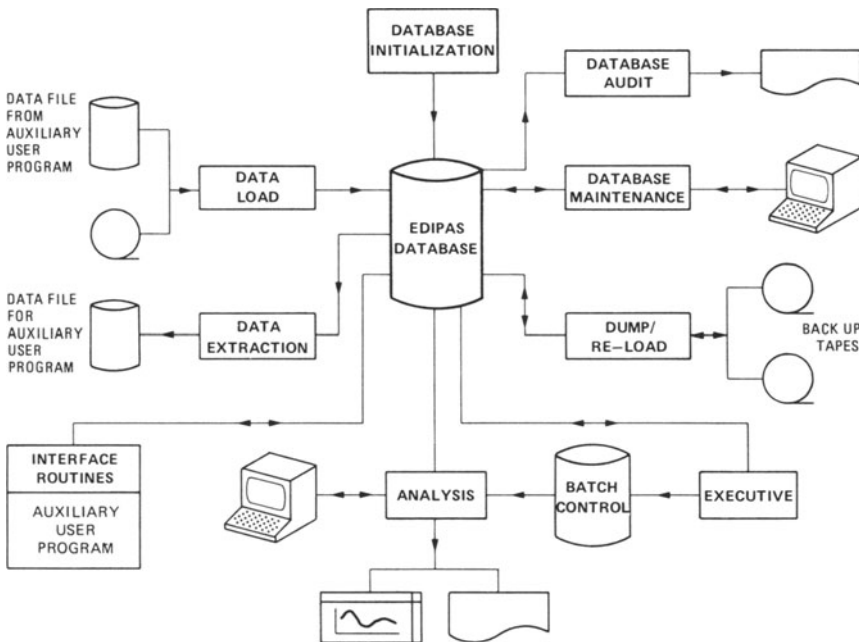 DATABASE
INITIALIZATION
DATABASE
AUDIT
DATA FILE
FROM
AUXILIARY
USER
PROGRAM
DATA
LOAD
EDIPAS
DATABASE
DATABASE
MAINTENANCE
DATA FILE
FOR
AUXILIARY
USER
PROGRAM
DATA
EXTRACTION
DUMP/
RE–LOAD
BACK UP
TAPES
INTERFACE
ROUTINES
AUXILIARY
USER
PROGRAM
ANALYSIS
BATCH
CONTROL
EXECUTIVE